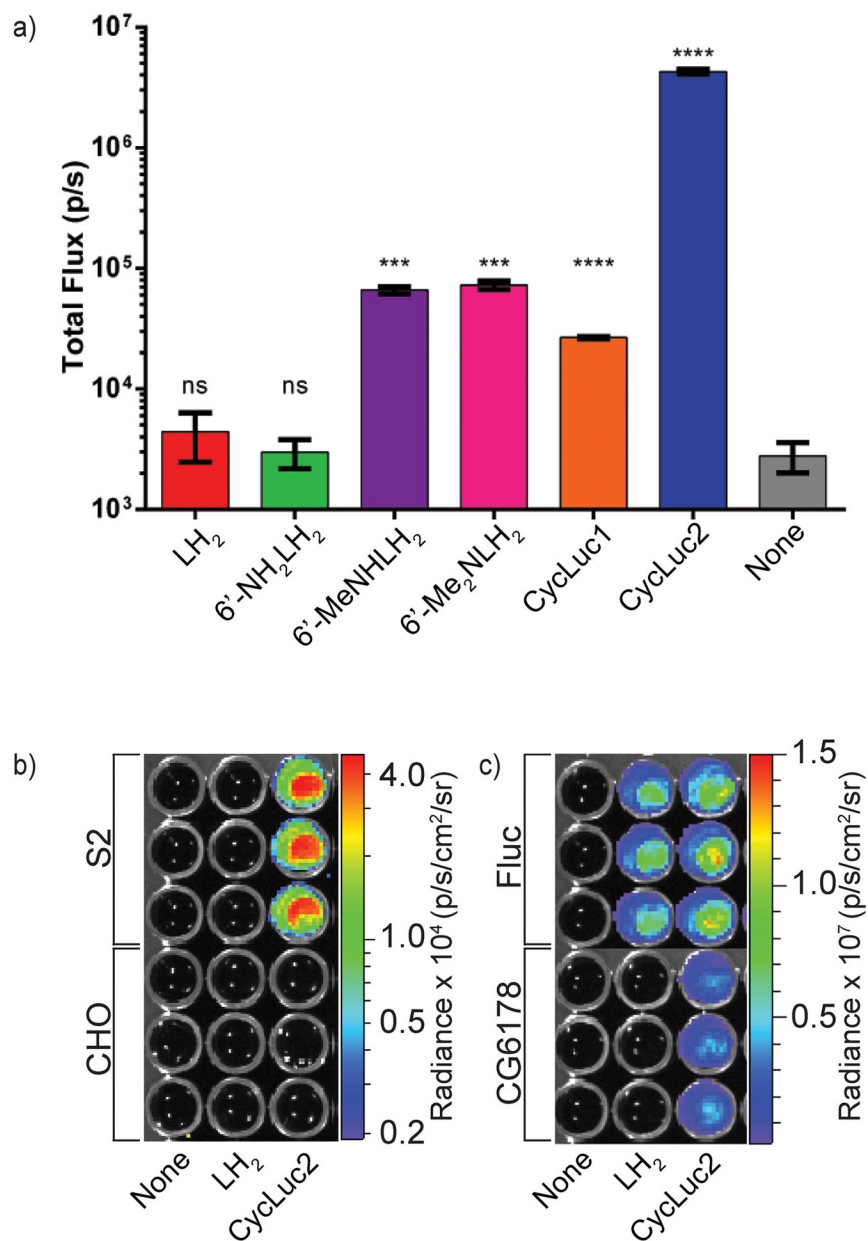 a)
10⁷
10⁶
10⁵
10⁴
10³
Total Flux (p/s)
ns
ns
***
***
****
****
LH₂
6'-NH₂LH₂
6'-MeNHLH₂
6'-Me₂NLH₂
CycLuc1
CycLuc2
None
b)
S2
CHO
4.0
1.0
0.5
0.2
Radiance x 10⁴ (p/s/cm²/sr)
None
LH₂
CycLuc2
c)
Fluc
CG6178
1.5
1.0
0.5
Radiance x 10⁷ (p/s/cm²/sr)
None
LH₂
CycLuc2